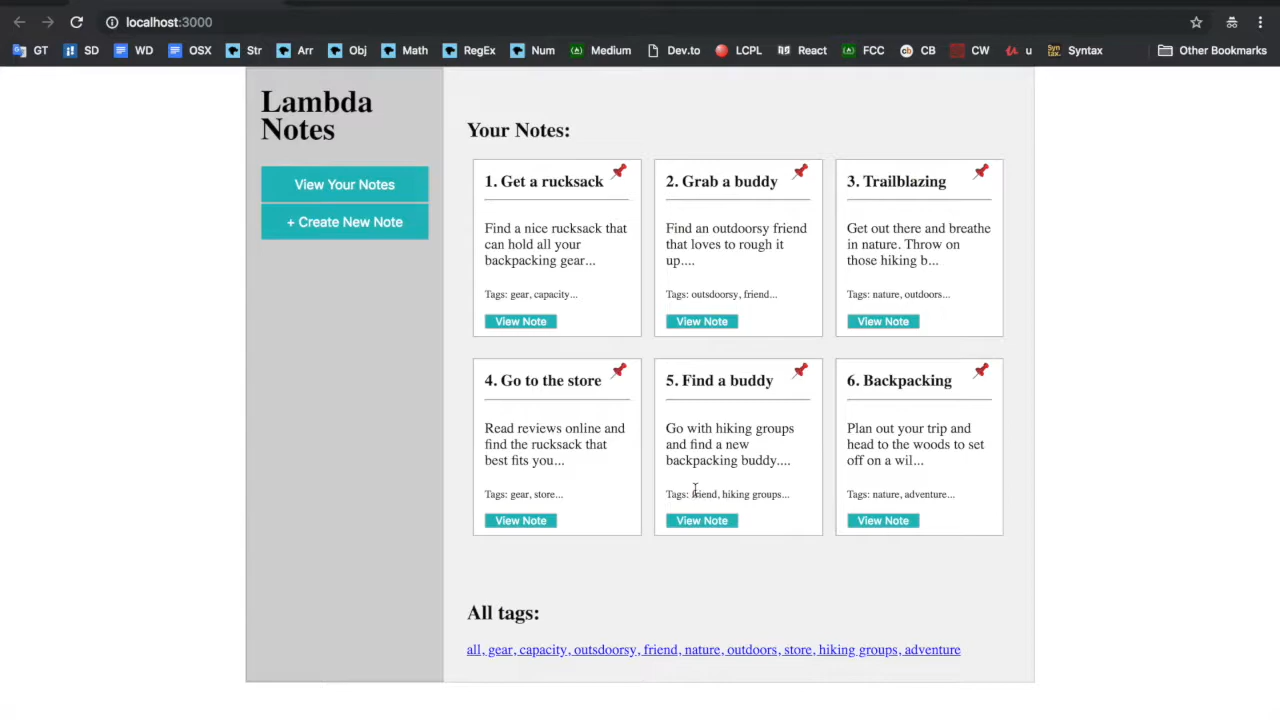 localhost:3000
GT SD WD OSX Str Arr Obj Math RegEx Num Medium Dev.to LCPL React FCC CB CW u Syntax Other Bookmarks
Lambda
Notes
View Your Notes
+ Create New Note
Your Notes:
1. Get a rucksack
Find a nice rucksack that
can hold all your
backpacking gear...
Tags: gear, capacity...
View Note
2. Grab a buddy
Find an outdoorsy friend
that loves to rough it
up....
Tags: outsdoorsy, friend...
View Note
3. Trailblazing
Get out there and breathe
in nature. Throw on
those hiking b...
Tags: nature, outdoors...
View Note
4. Go to the store
Read reviews online and
find the rucksack that
best fits you...
Tags: gear, store...
View Note
5. Find a buddy
Go with hiking groups
and find a new
backpacking buddy....
Tags: friend, hiking groups...
View Note
6. Backpacking
Plan out your trip and
head to the woods to set
off on a wil...
Tags: nature, adventure...
View Note
All tags:
all, gear, capacity, outsdoorsy, friend, nature, outdoors, store, hiking groups, adventure